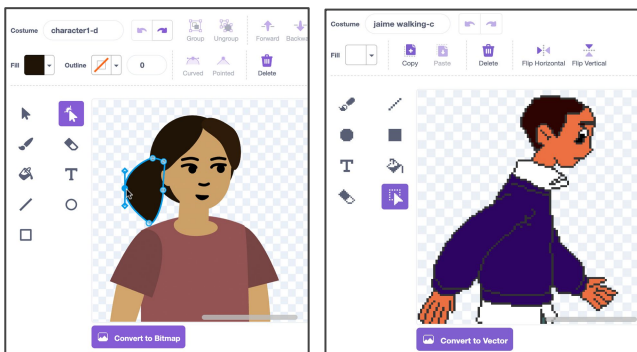 Costume character1-d
Group Ungroup Forward Backw
Fill Outline 0
Curved Pointed Delete
T
Convert to Bitmap
Costume jaime walking-c
Fill
Copy Paste Delete Flip Horizontal Flip Vertical
T
Convert to Vector